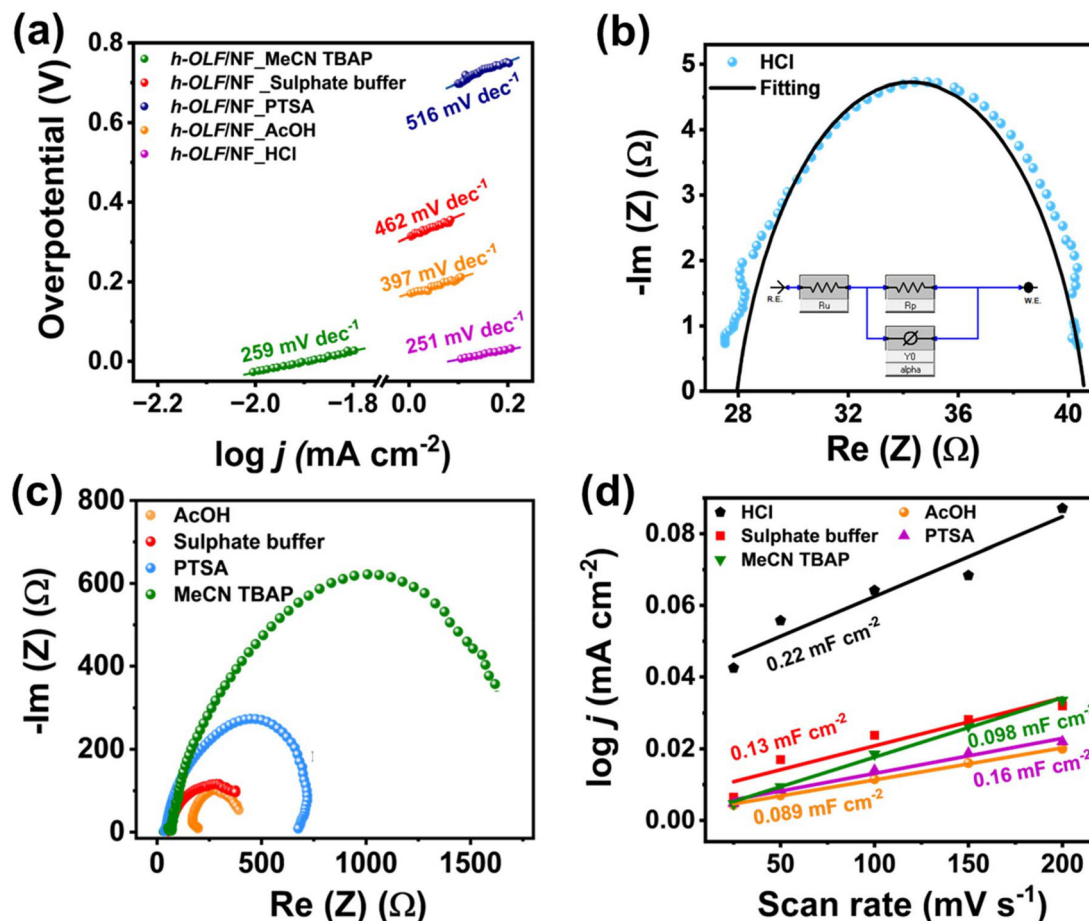 (a)
Overpotential (V)
0.8
0.6
0.4
0.2
0.0
h-OLF/NF_MeCN TBAP
h-OLF/NF _Sulphate buffer
h-OLF/NF_PTSA
h-OLF/NF_AcOH
h-OLF/NF_HCl
516 mV dec-1
462 mV dec-1
397 mV dec-1
259 mV dec-1
251 mV dec-1
−2.2 −2.0 −1.8 0.0 0.2
log j (mA cm-2)
(b)
-Im (Z) (Ω)
5
4
3
2
1
0
HCl
Fitting
R.E.
Ru
Rp
W.E.
Y0
alpha
28 32 36 40
Re (Z) (Ω)
(c)
-Im (Z) (Ω)
800
600
400
200
0
AcOH
Sulphate buffer
PTSA
MeCN TBAP
0 500 1000 1500
Re (Z) (Ω)
(d)
log j (mA cm-2)
0.08
0.06
0.04
0.02
0.00
HCl AcOH
Sulphate buffer PTSA
MeCN TBAP
0.22 mF cm-2
0.13 mF cm-2
0.098 mF cm-2
0.16 mF cm-2
0.089 mF cm-2
50 100 150 200
Scan rate (mV s-1)